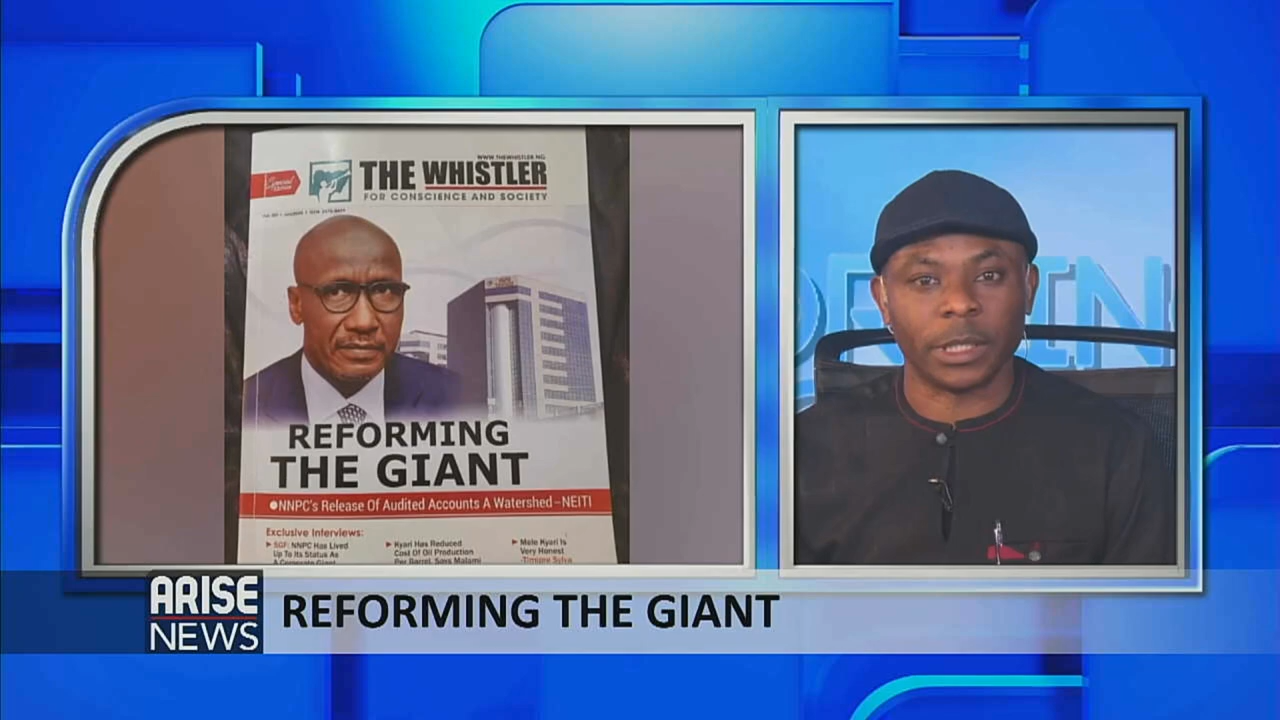 WWW.THEWHISTLER.NG
Special
Edition
THE WHISTLER
FOR CONSCIENCE AND SOCIETY
REFORMING
THE GIANT
●NNPC's Release Of Audited Accounts A Watershed–NEITI
Exclusive Interviews:
▶ SGF: NNPC Has Lived
Up To Its Status As
A Corporate Giant
▶ Kyari Has Reduced
Cost Of Oil Production
Per Barrel, Says Malami
▶ Mele Kyari Is
Very Honest
-Timipre Sylva
ARISE
NEWS
REFORMING THE GIANT